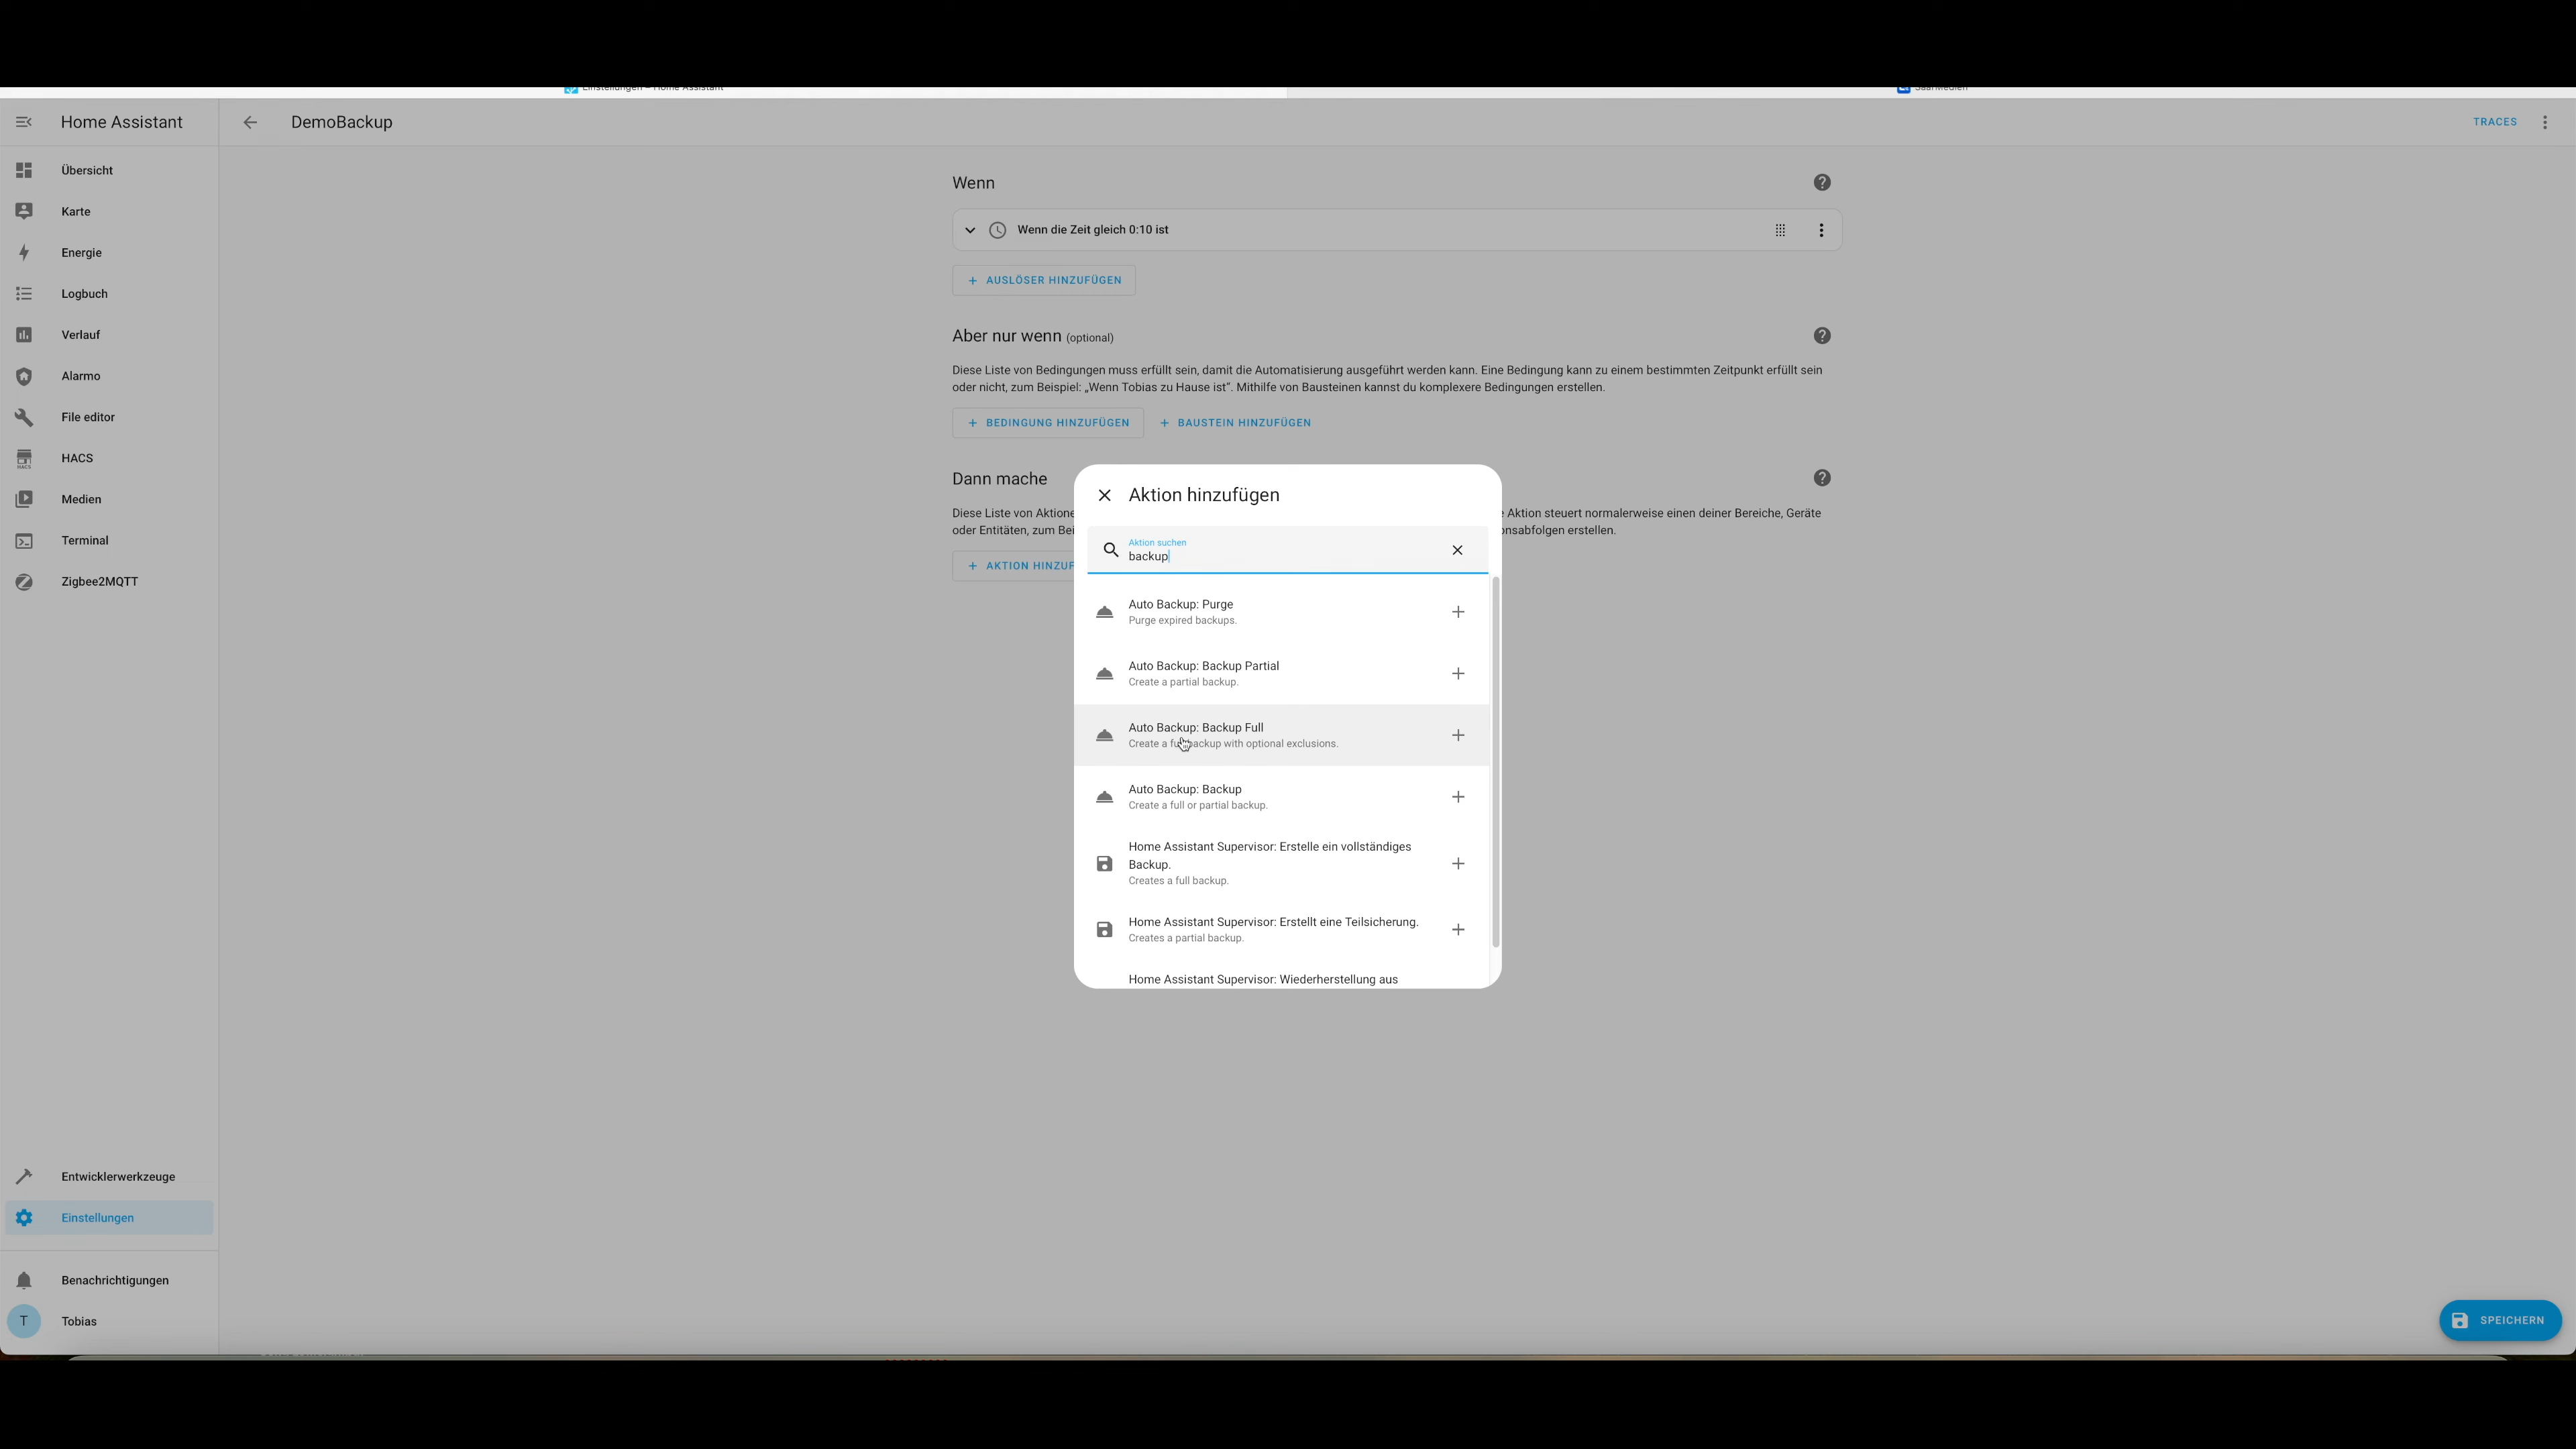 Einstellungen – Home Assistant
SaarMedien
Home Assistant
DemoBackup
TRACES
Übersicht
Karte
Energie
Logbuch
Verlauf
Alarmo
File editor
HACS
HACS
Medien
Terminal
Zigbee2MQTT
Entwicklerwerkzeuge
Einstellungen
Benachrichtigungen
T
Tobias
Wenn
Wenn die Zeit gleich 0:10 ist
AUSLÖSER HINZUFÜGEN
Aber nur wenn (optional)
Diese Liste von Bedingungen muss erfüllt sein, damit die Automatisierung ausgeführt werden kann. Eine Bedingung kann zu einem bestimmten Zeitpunkt erfüllt sein
oder nicht, zum Beispiel: „Wenn Tobias zu Hause ist“. Mithilfe von Bausteinen kannst du komplexere Bedingungen erstellen.
BEDINGUNG HINZUFÜGEN
BAUSTEIN HINZUFÜGEN
Dann mache
Diese Liste von Aktione
e Aktion steuert normalerweise einen deiner Bereiche, Geräte
oder Entitäten, zum Bei
onsabfolgen erstellen.
AKTION HINZUF
Aktion hinzufügen
Aktion suchen
backup
Auto Backup: Purge
Purge expired backups.
Auto Backup: Backup Partial
Create a partial backup.
Auto Backup: Backup Full
Create a fu backup with optional exclusions.
Auto Backup: Backup
Create a full or partial backup.
Home Assistant Supervisor: Erstelle ein vollständiges
Backup.
Creates a full backup.
Home Assistant Supervisor: Erstellt eine Teilsicherung.
Creates a partial backup.
Home Assistant Supervisor: Wiederherstellung aus
SPEICHERN